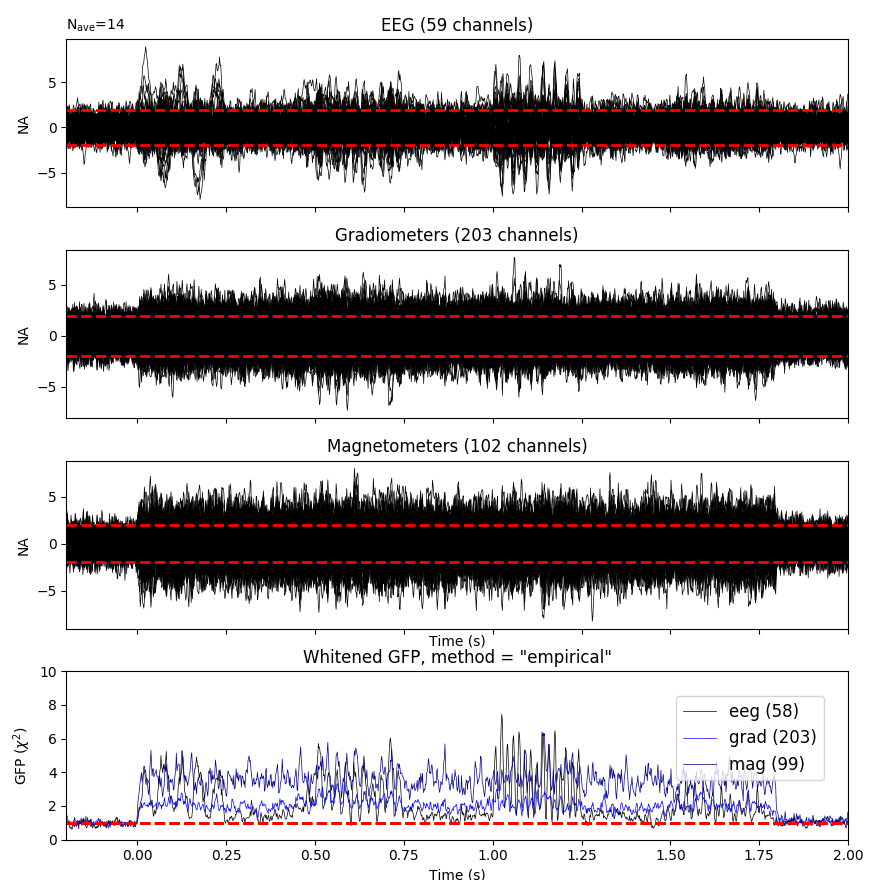 N_ave=14
EEG (59 channels)
5
0
−5
NA
Gradiometers (203 channels)
5
0
−5
NA
Magnetometers (102 channels)
5
0
−5
NA
Time (s)
Whitened GFP, method = "empirical"
10
8
6
4
2
0
GFP (χ²)
eeg (58)
grad (203)
mag (99)
0.00 0.25 0.50 0.75 1.00 1.25 1.50 1.75 2.00
Time (s)